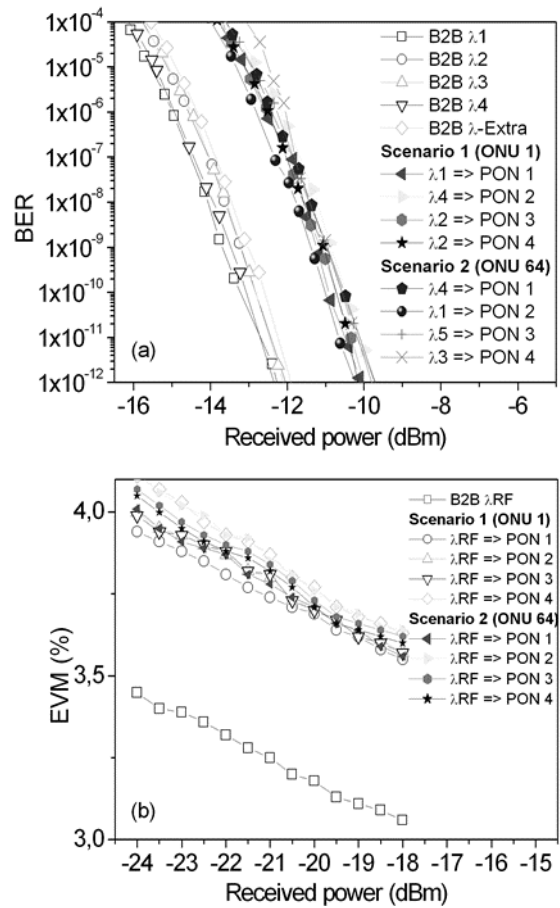 1x10-4
1x10-5
1x10-6
1x10-7
1x10-8
1x10-9
1x10-10
1x10-11
1x10-12
BER
(a)
B2B λ1
B2B λ2
B2B λ3
B2B λ4
B2B λ-Extra
Scenario 1 (ONU 1)
λ1 => PON 1
λ4 => PON 2
λ2 => PON 3
λ2 => PON 4
Scenario 2 (ONU 64)
λ4 => PON 1
λ1 => PON 2
λ5 => PON 3
λ3 => PON 4
-16 -14 -12 -10 -8 -6
Received power (dBm)
4,0
3,5
3,0
EVM (%)
(b)
B2B λRF
Scenario 1 (ONU 1)
λRF => PON 1
λRF => PON 2
λRF => PON 3
λRF => PON 4
Scenario 2 (ONU 64)
λRF => PON 1
λRF => PON 2
λRF => PON 3
λRF => PON 4
-24 -23 -22 -21 -20 -19 -18 -17 -16 -15
Received power (dBm)